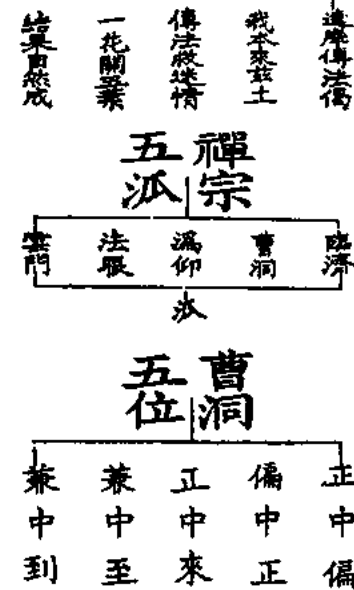 達摩傳法偈
我本來茲土
傳法救迷情
一花開五葉
結果自然成
禪宗
五泒
臨濟
曹洞
潙仰
法眼
雲門
泒
曹洞
五位
正中偏
偏中正
正中來
兼中至
兼中到